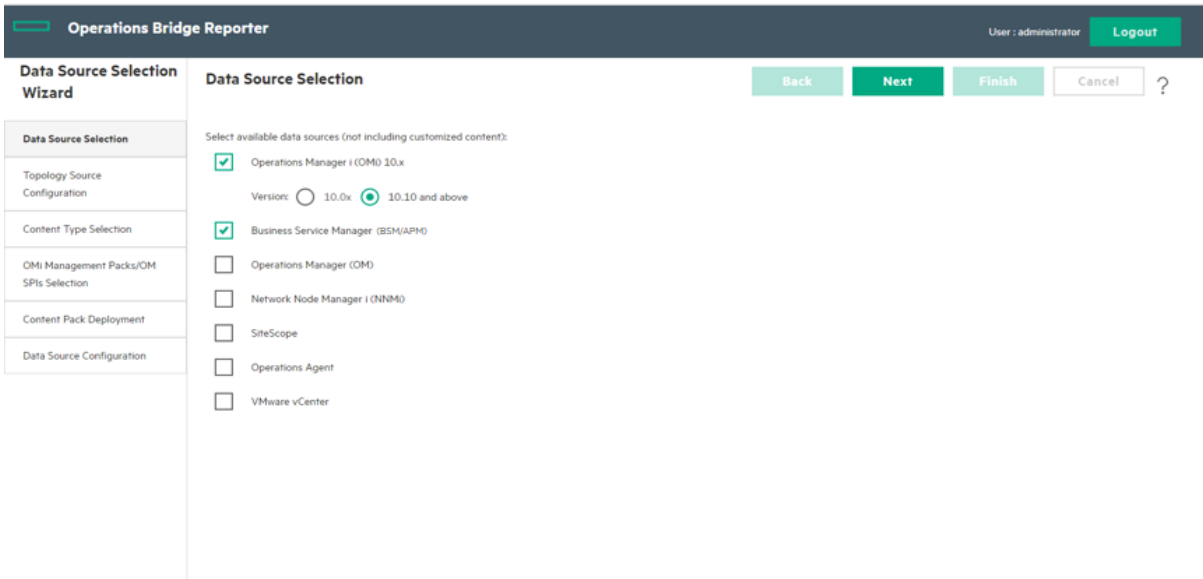 Operations Bridge Reporter
User : administrator
Logout
Data Source Selection
Wizard
Data Source Selection
Back
Next
Finish
Cancel
?
Data Source Selection
Topology Source
Configuration
Content Type Selection
OMi Management Packs/OM
SPIs Selection
Content Pack Deployment
Data Source Configuration
Select available data sources (not including customized content):
Operations Manager i (OMi) 10.x
Version: 10.0x 10.10 and above
Business Service Manager (BSM/APM)
Operations Manager (OM)
Network Node Manager i (NNMi)
SiteScope
Operations Agent
VMware vCenter